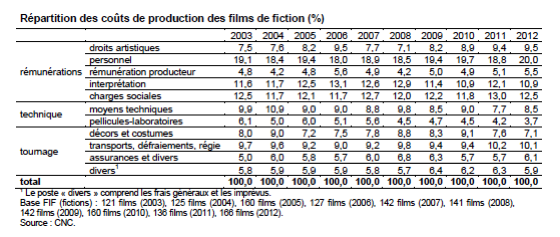 Répartition des coûts de production des films de fiction (%)
2003 2004 2005 2006 2007 2008 2009 2010 2011 2012
rémunérations
droits artistiques 7,5 7,6 8,2 9,5 7,7 7,1 8,2 8,9 9,4 9,5
personnel 19,1 18,4 19,4 18,0 18,9 18,5 19,4 19,7 18,8 20,0
rémunération producteur 4,8 4,2 4,8 5,6 4,9 4,2 5,0 4,9 5,1 5,5
interprétation 11,6 11,7 12,5 13,1 12,6 12,9 11,4 10,9 12,1 10,9
charges sociales 12,5 11,7 12,1 11,7 12,7 12,0 12,2 11,8 13,0 12,5
technique
moyens techniques 9,9 10,9 9,0 9,0 8,8 9,8 8,5 9,0 7,7 8,5
pellicules-laboratoires 6,1 5,0 6,0 5,1 5,6 4,5 4,7 4,5 4,2 3,7
tournage
décors et costumes 8,0 9,0 7,2 7,5 7,8 8,8 8,3 9,1 7,6 7,1
transports, défraiements, régie 9,7 9,6 9,2 9,0 9,2 9,8 9,4 9,4 10,2 10,1
assurances et divers 5,0 6,0 5,8 5,7 6,0 6,8 6,3 5,7 5,7 6,1
divers¹ 5,8 5,9 5,9 5,9 5,8 5,7 6,4 6,2 6,3 5,9
total 100,0 100,0 100,0 100,0 100,0 100,0 100,0 100,0 100,0 100,0
¹ Le poste « divers » comprend les frais généraux et les imprévus.
Base FIF (fictions) : 121 films (2003), 125 films (2004), 160 films (2005), 127 films (2006), 142 films (2007), 141 films (2008),
142 films (2009), 160 films (2010), 136 films (2011), 166 films (2012).
Source : CNC.